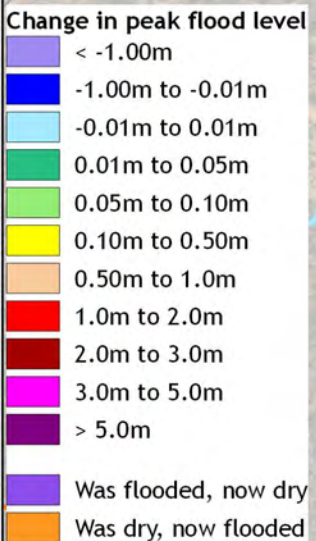 Change in peak flood level
< -1.00m
-1.00m to -0.01m
-0.01m to 0.01m
0.01m to 0.05m
0.05m to 0.10m
0.10m to 0.50m
0.50m to 1.0m
1.0m to 2.0m
2.0m to 3.0m
3.0m to 5.0m
> 5.0m
Was flooded, now dry
Was dry, now flooded